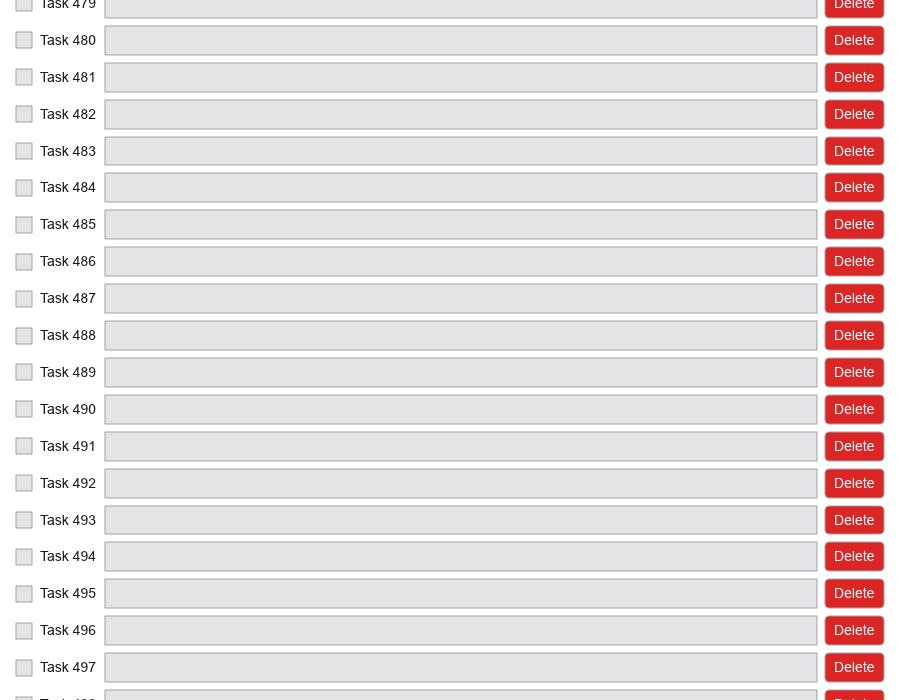 Task 479 Delete
Task 480 Delete
Task 481 Delete
Task 482 Delete
Task 483 Delete
Task 484 Delete
Task 485 Delete
Task 486 Delete
Task 487 Delete
Task 488 Delete
Task 489 Delete
Task 490 Delete
Task 491 Delete
Task 492 Delete
Task 493 Delete
Task 494 Delete
Task 495 Delete
Task 496 Delete
Task 497 Delete